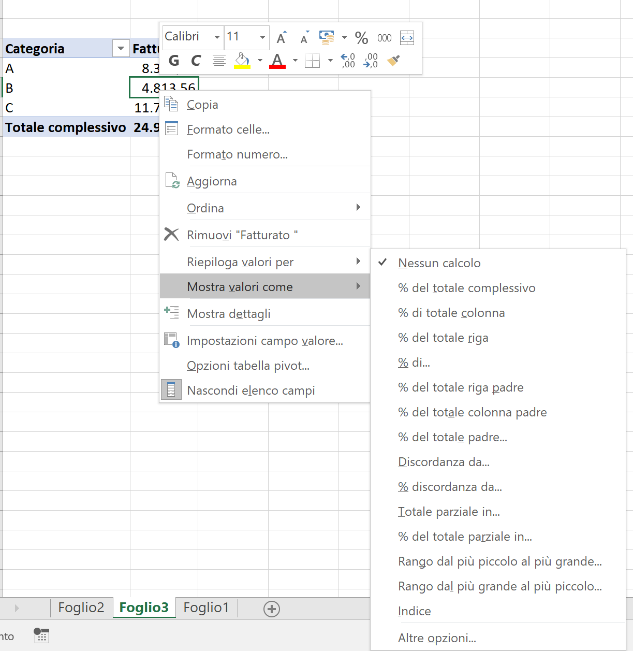 Calibri 11 A A % 000
G C A ,00 ,00
Categoria Fattu
A 8.3
B 4.813,56
C 11.7
Totale complessivo 24.9
Copia
Formato celle...
Formato numero...
Aggiorna
Ordina
Rimuovi "Fatturato "
Riepiloga valori per
Mostra valori come
Mostra dettagli
Impostazioni campo valore...
Opzioni tabella pivot...
Nascondi elenco campi
Nessun calcolo
% del totale complessivo
% di totale colonna
% del totale riga
% di...
% del totale riga padre
% del totale colonna padre
% del totale padre...
Discordanza da...
% discordanza da...
Totale parziale in...
% del totale parziale in...
Rango dal più piccolo al più grande...
Rango dal più grande al più piccolo...
Indice
Altre opzioni...
Foglio2 Foglio3 Foglio1
nto